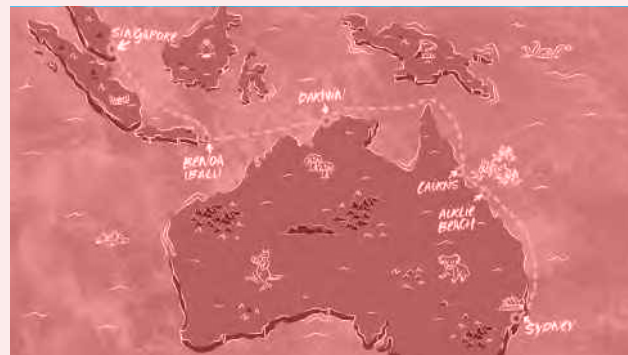 SINGAPORE
DARWIN
BENOA
(BALI)
CAIRNS
AIRLIE
BEACH
SYDNEY